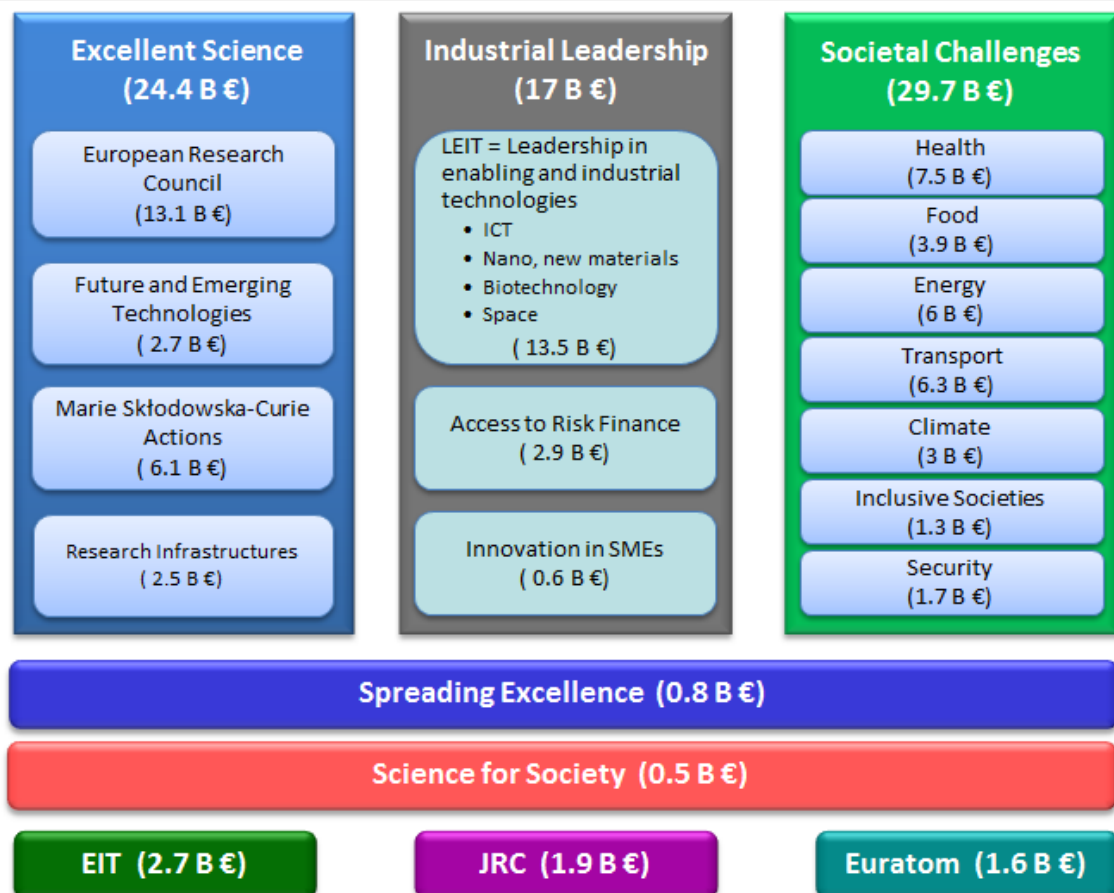 Excellent Science
(24.4 B €)
European Research
Council
(13.1 B €)
Future and Emerging
Technologies
( 2.7 B €)
Marie Skłodowska-Curie
Actions
( 6.1 B €)
Research Infrastructures
( 2.5 B €)
Industrial Leadership
(17 B €)
LEIT = Leadership in
enabling and industrial
technologies
• ICT
• Nano, new materials
• Biotechnology
• Space
( 13.5 B €)
Access to Risk Finance
( 2.9 B €)
Innovation in SMEs
( 0.6 B €)
Societal Challenges
(29.7 B €)
Health
(7.5 B €)
Food
(3.9 B €)
Energy
(6 B €)
Transport
(6.3 B €)
Climate
(3 B €)
Inclusive Societies
(1.3 B €)
Security
(1.7 B €)
Spreading Excellence (0.8 B €)
Science for Society (0.5 B €)
EIT (2.7 B €)
JRC (1.9 B €)
Euratom (1.6 B €)